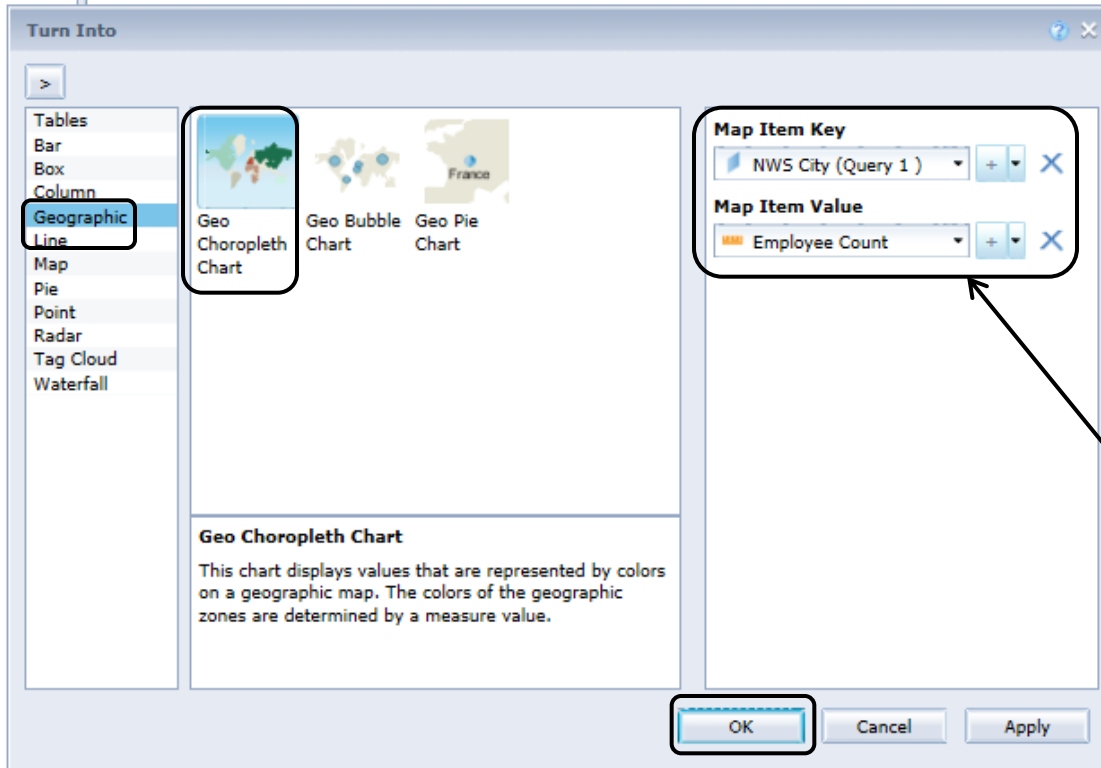 Turn Into
>
Tables
Bar
Box
Column
Geographic
Line
Map
Pie
Point
Radar
Tag Cloud
Waterfall
Geo
Choropleth
Chart
Geo Bubble
Chart
France
Geo Pie
Chart
Geo Choropleth Chart
This chart displays values that are represented by colors
on a geographic map. The colors of the geographic
zones are determined by a measure value.
Map Item Key
NWS City (Query 1 )
+
Map Item Value
Employee Count
+
OK
Cancel
Apply